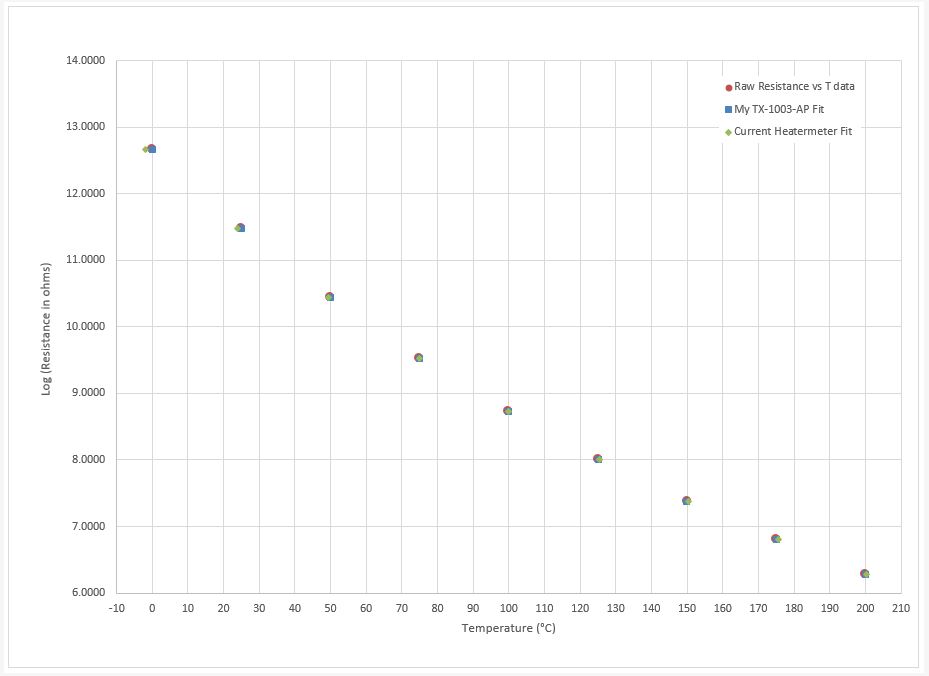 14.0000
13.0000
12.0000
11.0000
10.0000
9.0000
8.0000
7.0000
6.0000
Log (Resistance in ohms)
Raw Resistance vs T data
My TX-1003-AP Fit
Current Heatermeter Fit
-10 0 10 20 30 40 50 60 70 80 90 100 110 120 130 140 150 160 170 180 190 200 210
Temperature (°C)